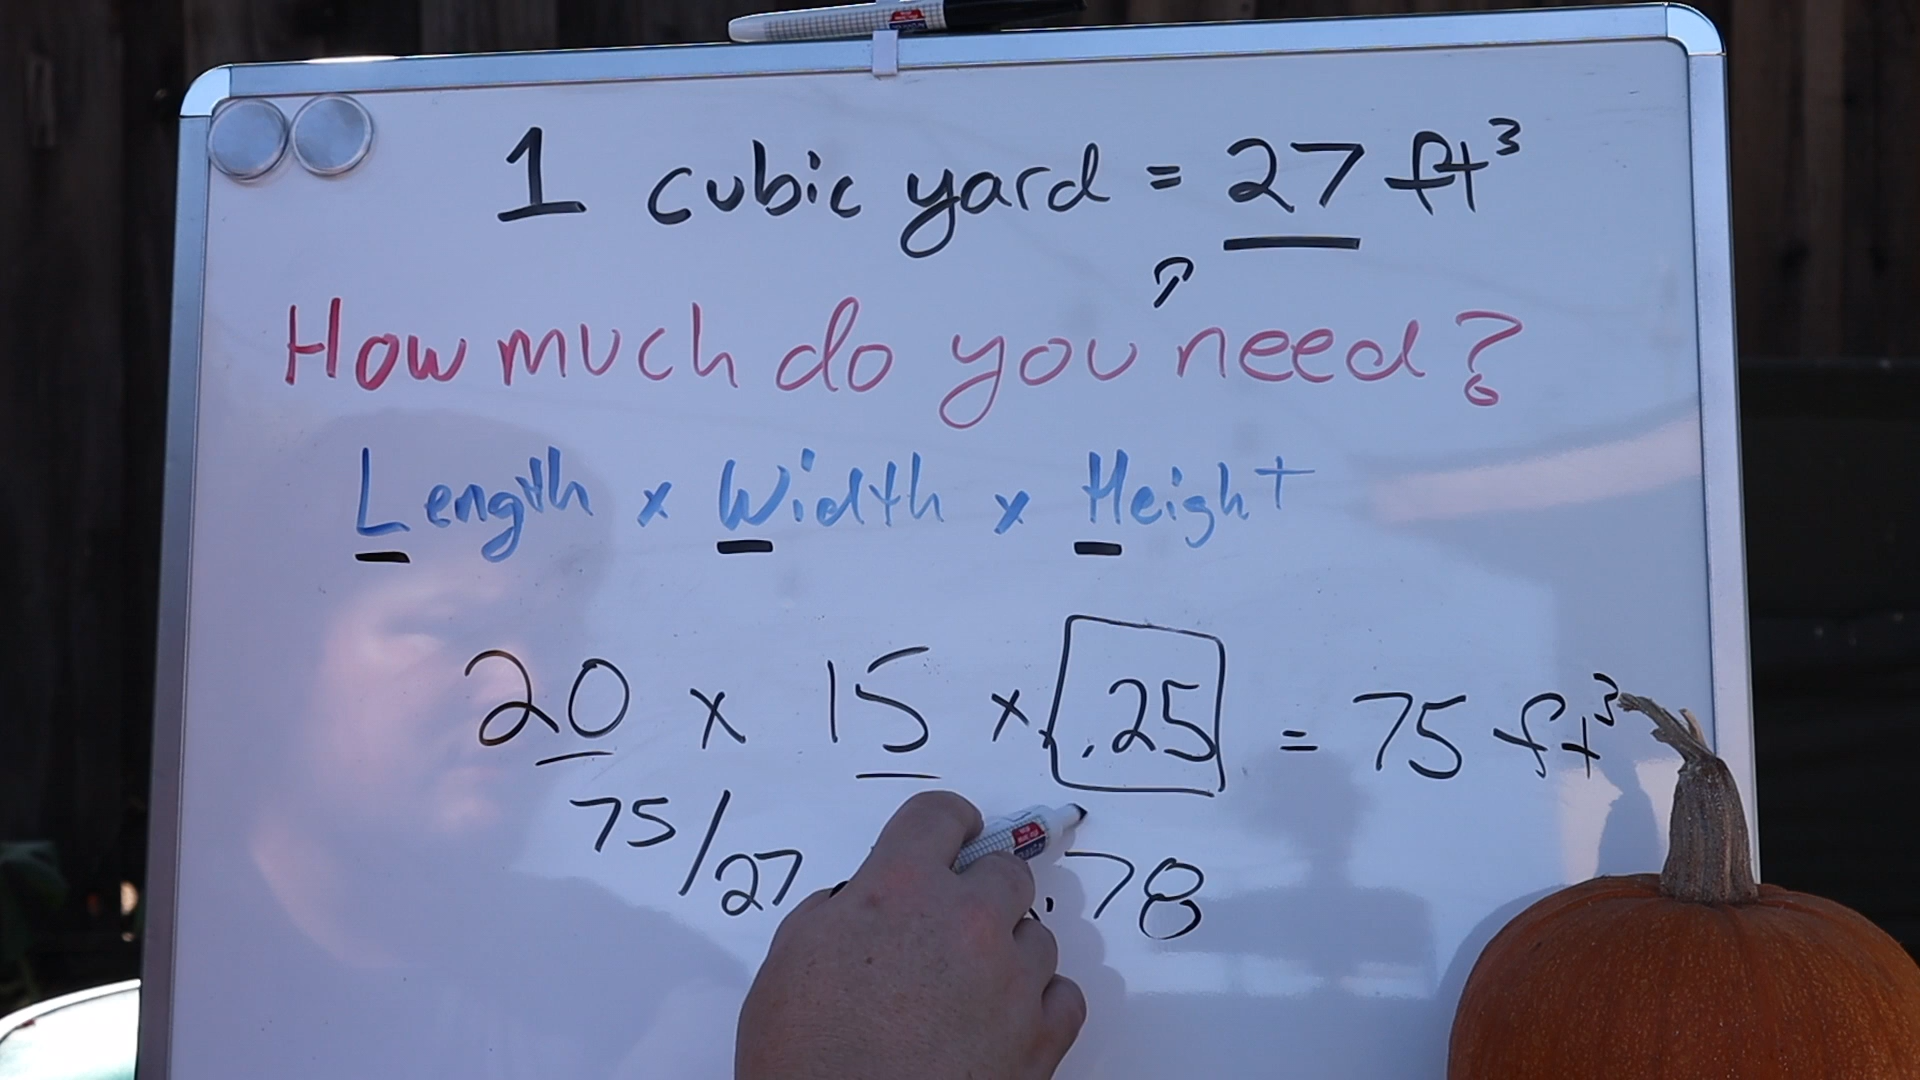 1 cubic yard = 27 ft³
How much do you need?
Length x Width x Height
20 x 15 x .25 = 75 ft³
75/27 .78